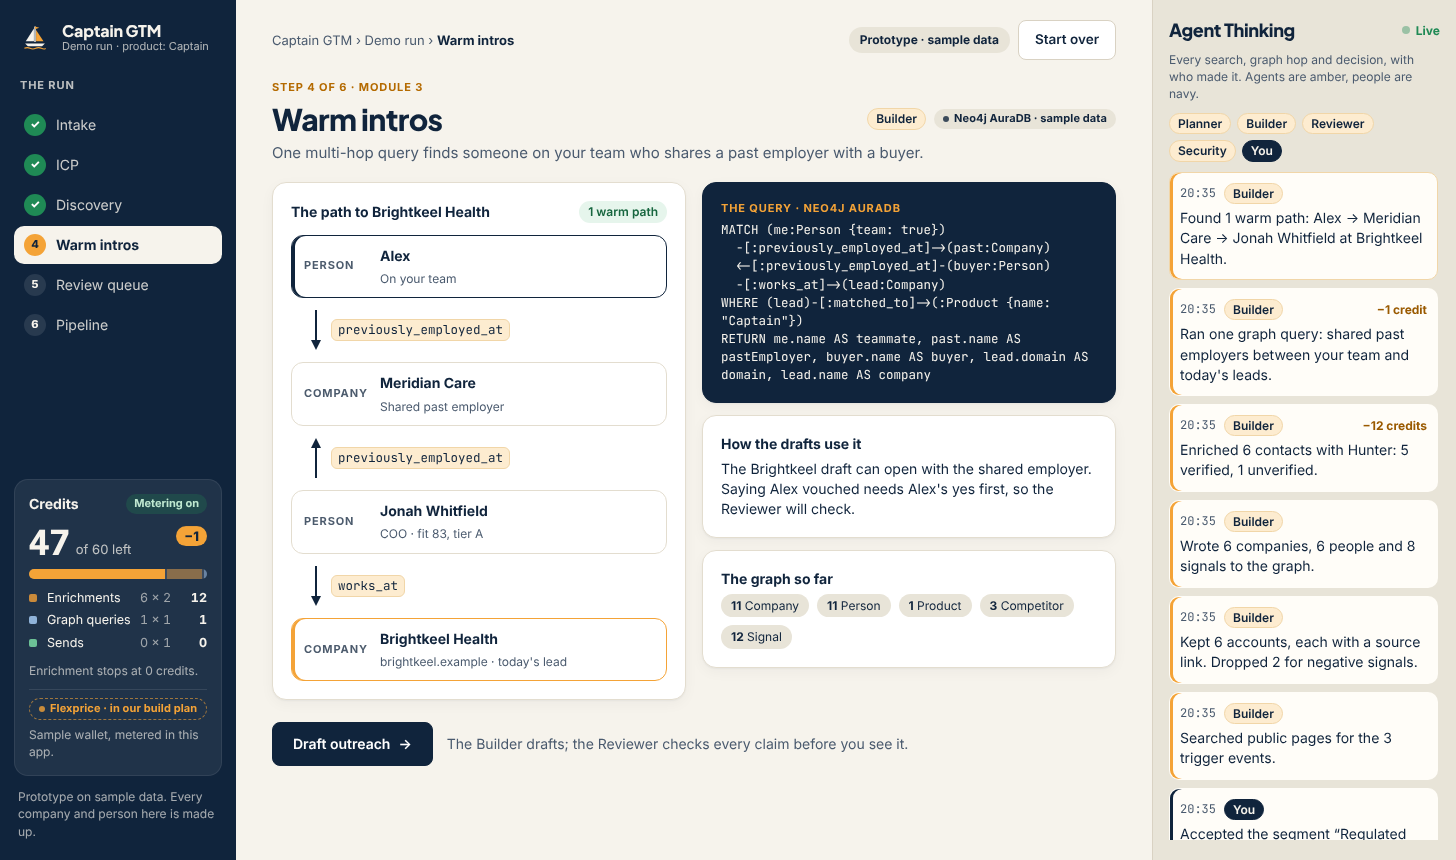 Captain GTM
Demo run · product: Captain
THE RUN
Intake
ICP
Discovery
4 Warm intros
5 Review queue
6 Pipeline
Credits
Metering on
47 of 60 left
−1
Enrichments 6 × 2 12
Graph queries 1 × 1 1
Sends 0 × 1 0
Enrichment stops at 0 credits.
Flexprice · in our build plan
Sample wallet, metered in this
app.
Prototype on sample data. Every
company and person here is made
up.
Captain GTM › Demo run › Warm intros
Prototype · sample data
Start over
STEP 4 OF 6 · MODULE 3
Warm intros
Builder
Neo4j AuraDB · sample data
One multi-hop query finds someone on your team who shares a past employer with a buyer.
The path to Brightkeel Health
1 warm path
PERSON
Alex
On your team
previously_employed_at
COMPANY
Meridian Care
Shared past employer
previously_employed_at
PERSON
Jonah Whitfield
COO · fit 83, tier A
works_at
COMPANY
Brightkeel Health
brightkeel.example · today's lead
THE QUERY · NEO4J AURADB
MATCH (me:Person {team: true})
-[:previously_employed_at]->(past:Company)
<-[:previously_employed_at]-(buyer:Person)
-[:works_at]->(lead:Company)
WHERE (lead)-[:matched_to]->(:Product {name:
"Captain"})
RETURN me.name AS teammate, past.name AS
pastEmployer, buyer.name AS buyer, lead.domain AS
domain, lead.name AS company
How the drafts use it
The Brightkeel draft can open with the shared employer.
Saying Alex vouched needs Alex's yes first, so the
Reviewer will check.
The graph so far
11 Company
11 Person
1 Product
3 Competitor
12 Signal
Draft outreach →
The Builder drafts; the Reviewer checks every claim before you see it.
Agent Thinking
Live
Every search, graph hop and decision, with
who made it. Agents are amber, people are
navy.
Planner
Builder
Reviewer
Security
You
20:35 Builder
Found 1 warm path: Alex → Meridian
Care → Jonah Whitfield at Brightkeel
Health.
20:35 Builder −1 credit
Ran one graph query: shared past
employers between your team and
today's leads.
20:35 Builder −12 credits
Enriched 6 contacts with Hunter: 5
verified, 1 unverified.
20:35 Builder
Wrote 6 companies, 6 people and 8
signals to the graph.
20:35 Builder
Kept 6 accounts, each with a source
link. Dropped 2 for negative signals.
20:35 Builder
Searched public pages for the 3
trigger events.
20:35 You
Accepted the segment “Regulated